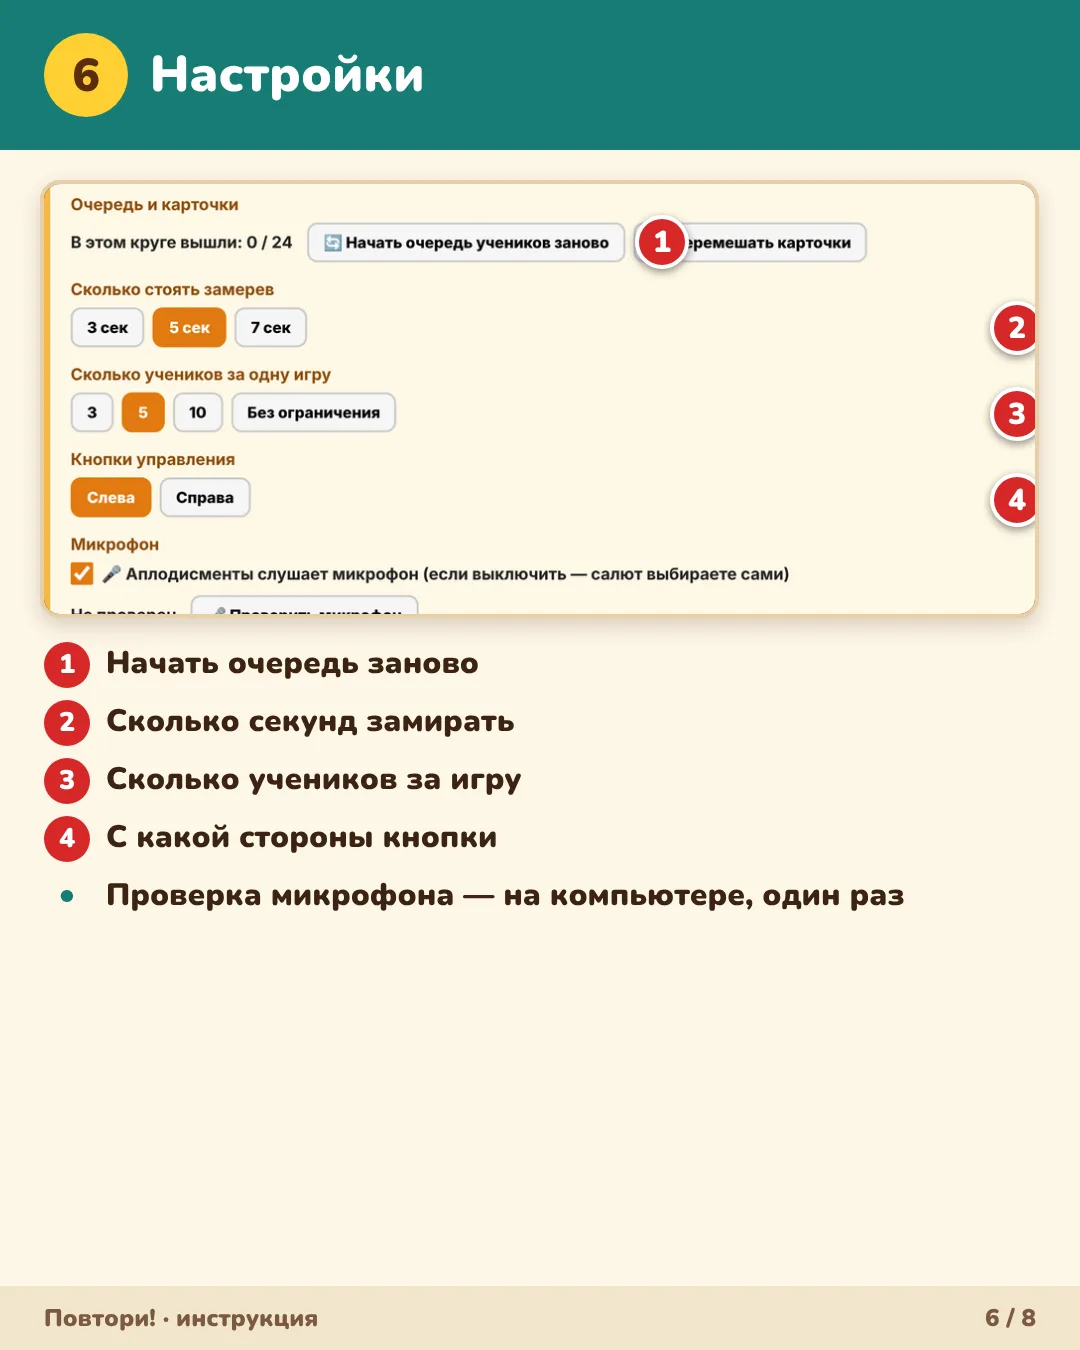 6 Настройки
Очередь и карточки
В этом круге вышли: 0 / 24 🔄 Начать очередь учеников заново 1 еремешать карточки
Сколько стоять замерев
3 сек 5 сек 7 сек 2
Сколько учеников за одну игру
3 5 10 Без ограничения 3
Кнопки управления
Слева Справа 4
Микрофон
🎤 Аплодисменты слушает микрофон (если выключить — салют выбираете сами)
Не проверен 🎤 Проверить микрофон
1 Начать очередь заново
2 Сколько секунд замирать
3 Сколько учеников за игру
4 С какой стороны кнопки
• Проверка микрофона — на компьютере, один раз
Повтори! · инструкция 6 / 8